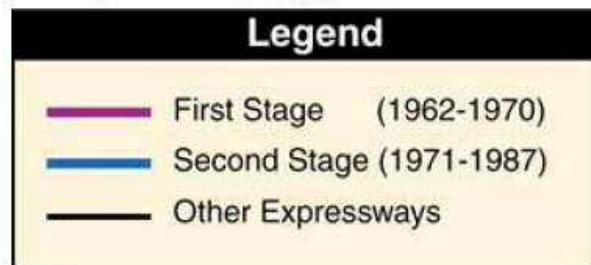 Legend
First Stage (1962-1970)
Second Stage (1971-1987)
Other Expressways